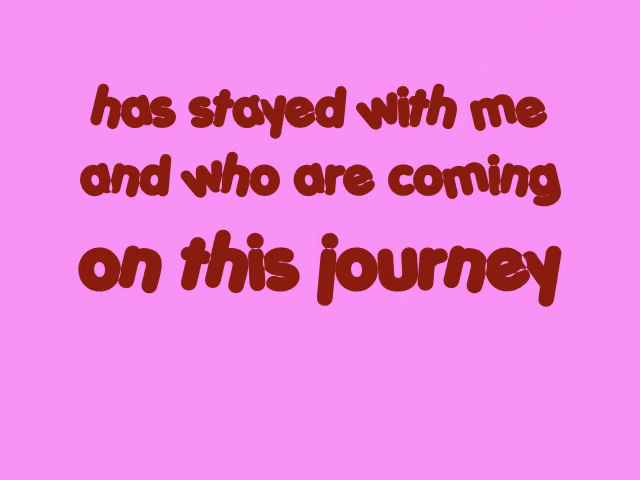 has stayed with me
and who are coming
on this journey